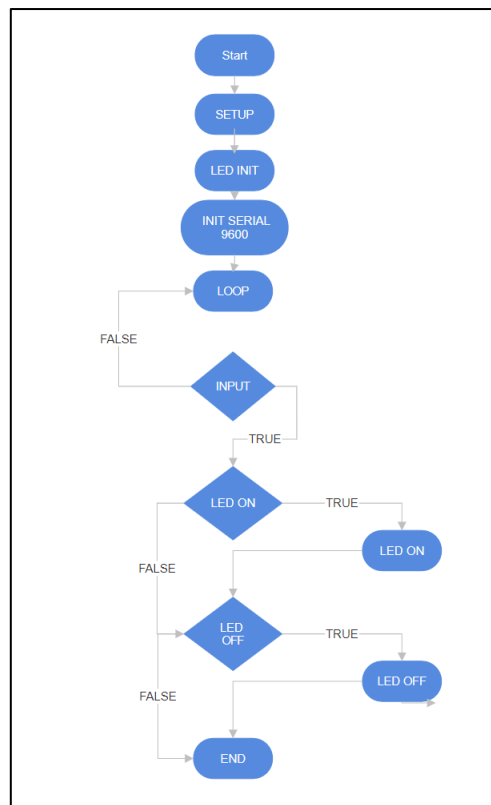 Start
SETUP
LED INIT
INIT SERIAL
9600
LOOP
FALSE
INPUT
TRUE
LED ON
TRUE
LED ON
FALSE
LED
OFF
TRUE
LED OFF
FALSE
END